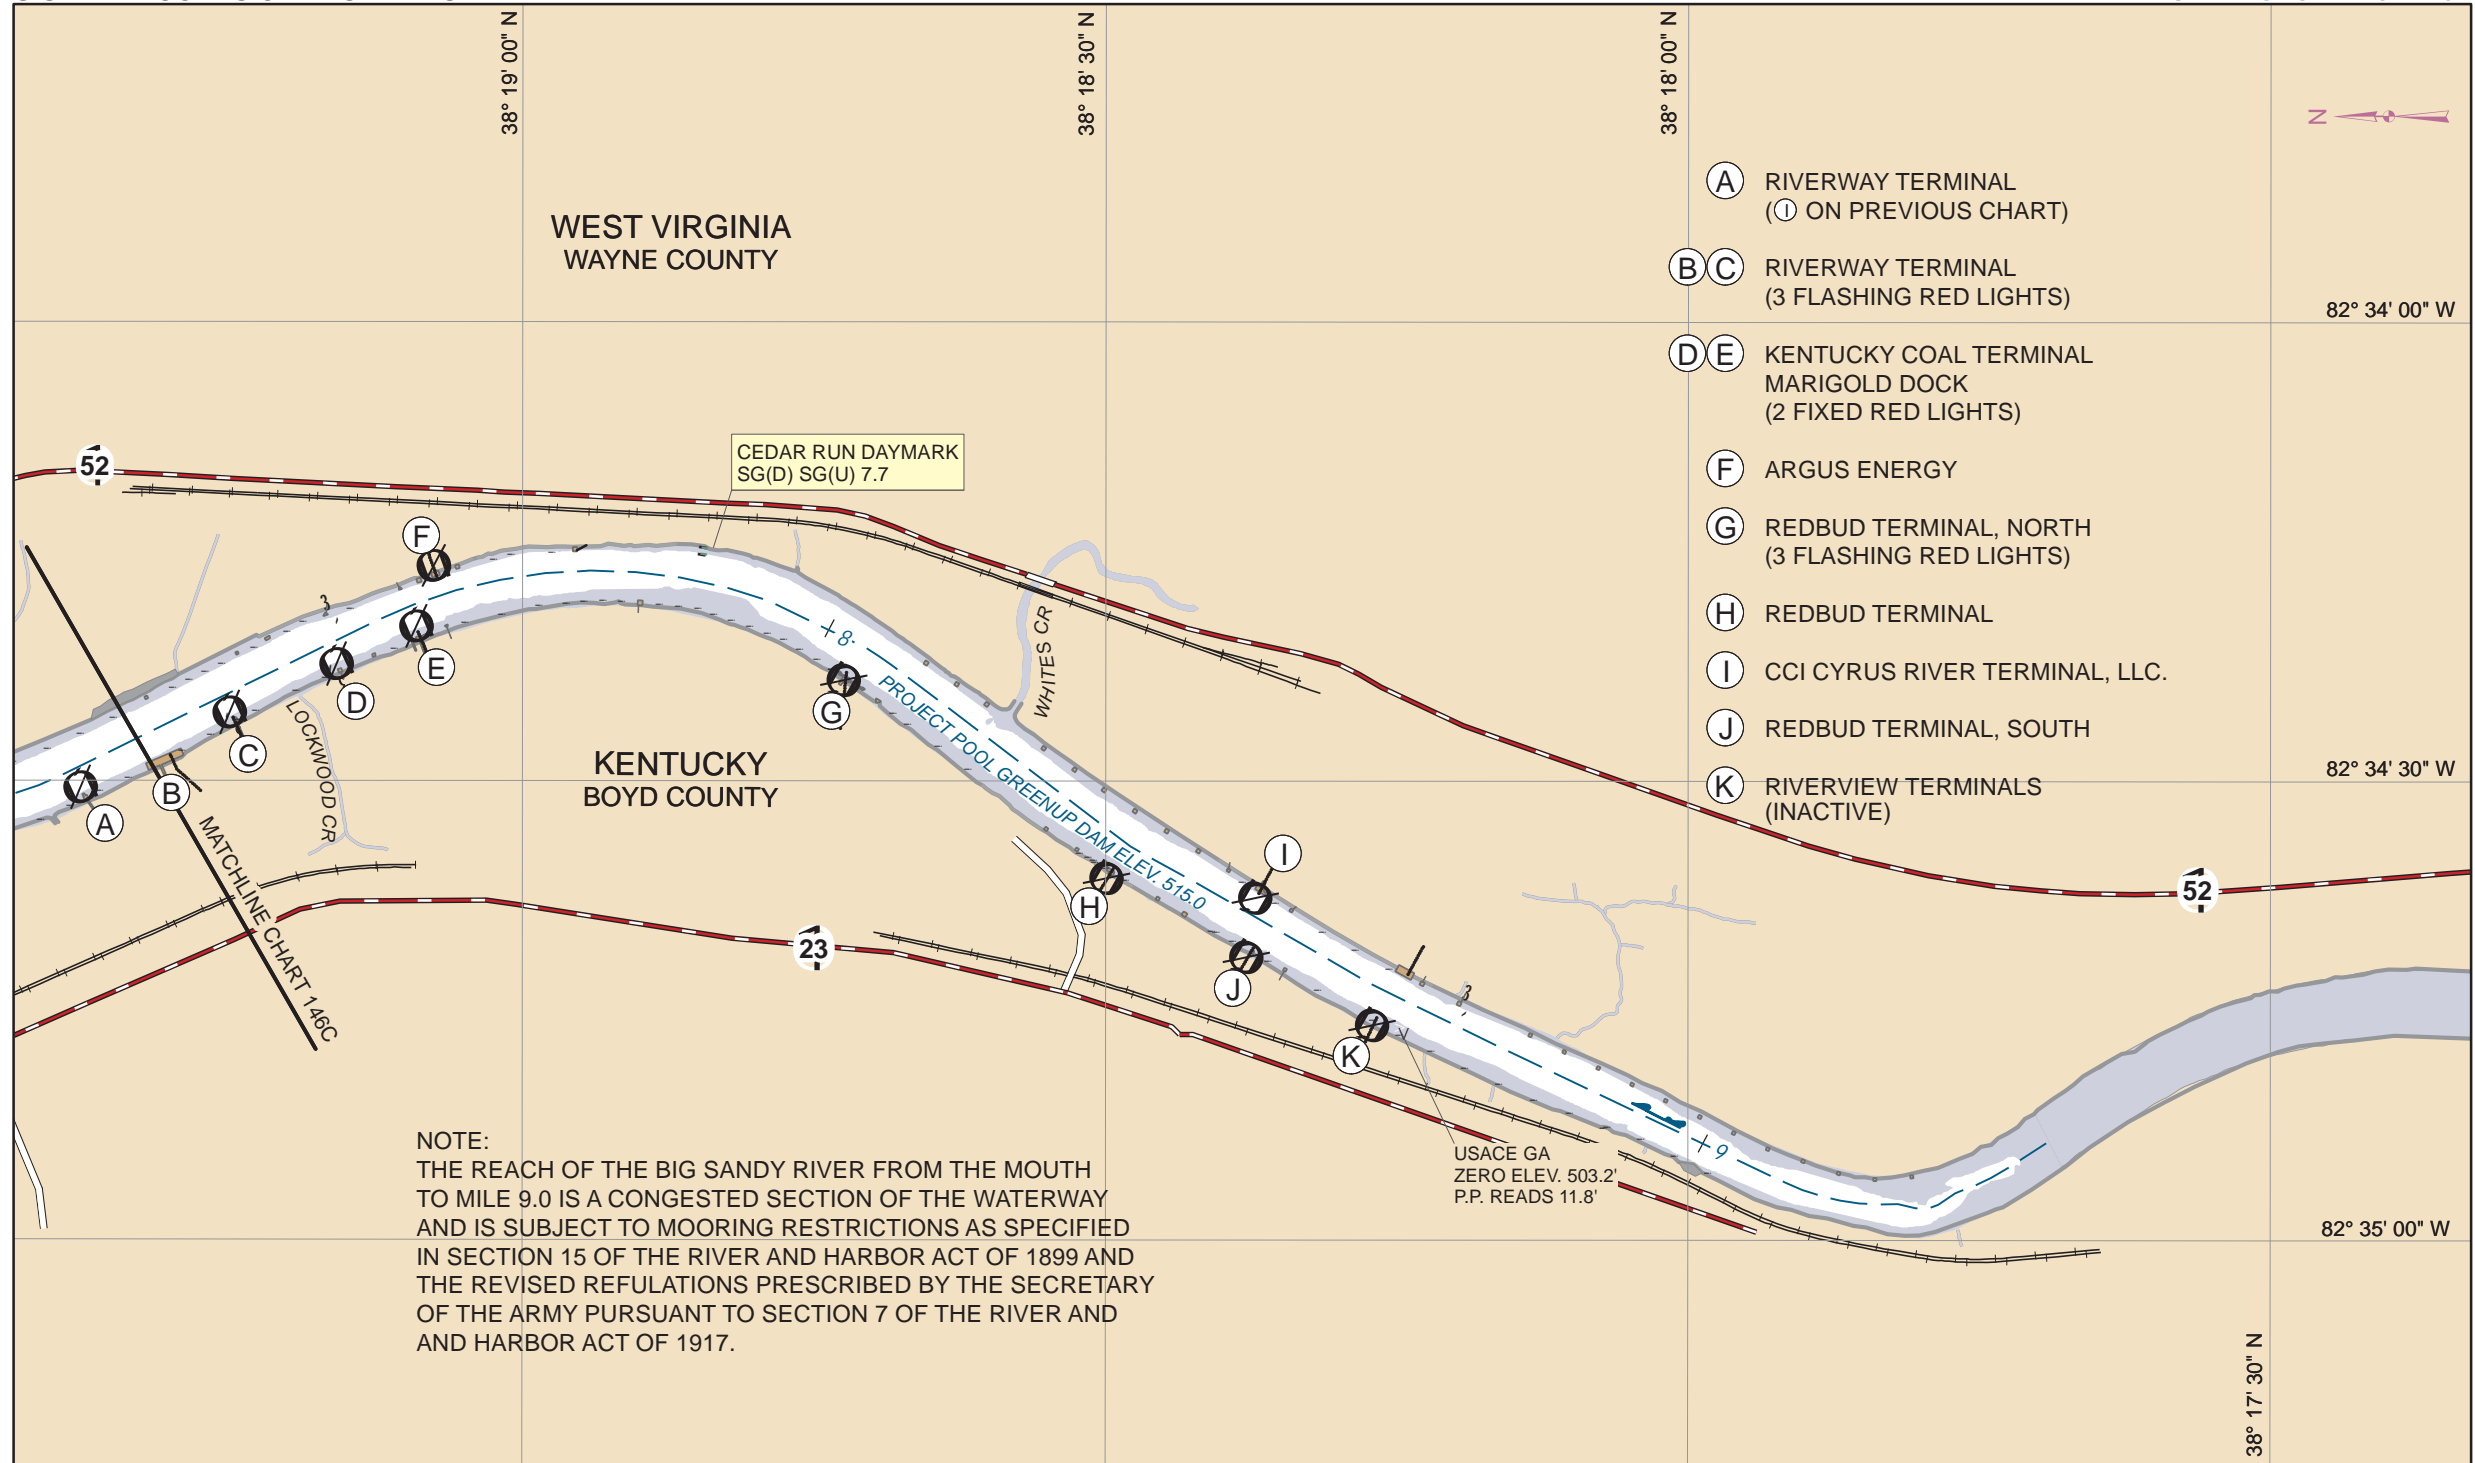 38° 19' 00" N
38° 18' 30" N
38° 18' 00" N
N
WEST VIRGINIA
WAYNE COUNTY
A RIVERWAY TERMINAL
(I ON PREVIOUS CHART)
B C RIVERWAY TERMINAL
(3 FLASHING RED LIGHTS)
82° 34' 00" W
D E KENTUCKY COAL TERMINAL
MARIGOLD DOCK
(2 FIXED RED LIGHTS)
F ARGUS ENERGY
G REDBUD TERMINAL, NORTH
(3 FLASHING RED LIGHTS)
H REDBUD TERMINAL
I CCI CYRUS RIVER TERMINAL, LLC.
J REDBUD TERMINAL, SOUTH
K RIVERVIEW TERMINALS
(INACTIVE)
82° 34' 30" W
CEDAR RUN DAYMARK
SG(D) SG(U) 7.7
52
F
E
D
C
B
A
LOCKWOOD CR
MATCHLINE CHART 146C
8
G
WHITES CR
PROJECT POOL GREENUP DAM ELEV. 515.0
KENTUCKY
BOYD COUNTY
23
H
I
J
K
52
9
USACE GA
ZERO ELEV. 503.2'
P.P. READS 11.8'
82° 35' 00" W
NOTE:
THE REACH OF THE BIG SANDY RIVER FROM THE MOUTH
TO MILE 9.0 IS A CONGESTED SECTION OF THE WATERWAY
AND IS SUBJECT TO MOORING RESTRICTIONS AS SPECIFIED
IN SECTION 15 OF THE RIVER AND HARBOR ACT OF 1899 AND
THE REVISED REFULATIONS PRESCRIBED BY THE SECRETARY
OF THE ARMY PURSUANT TO SECTION 7 OF THE RIVER AND
AND HARBOR ACT OF 1917.
38° 17' 30" N